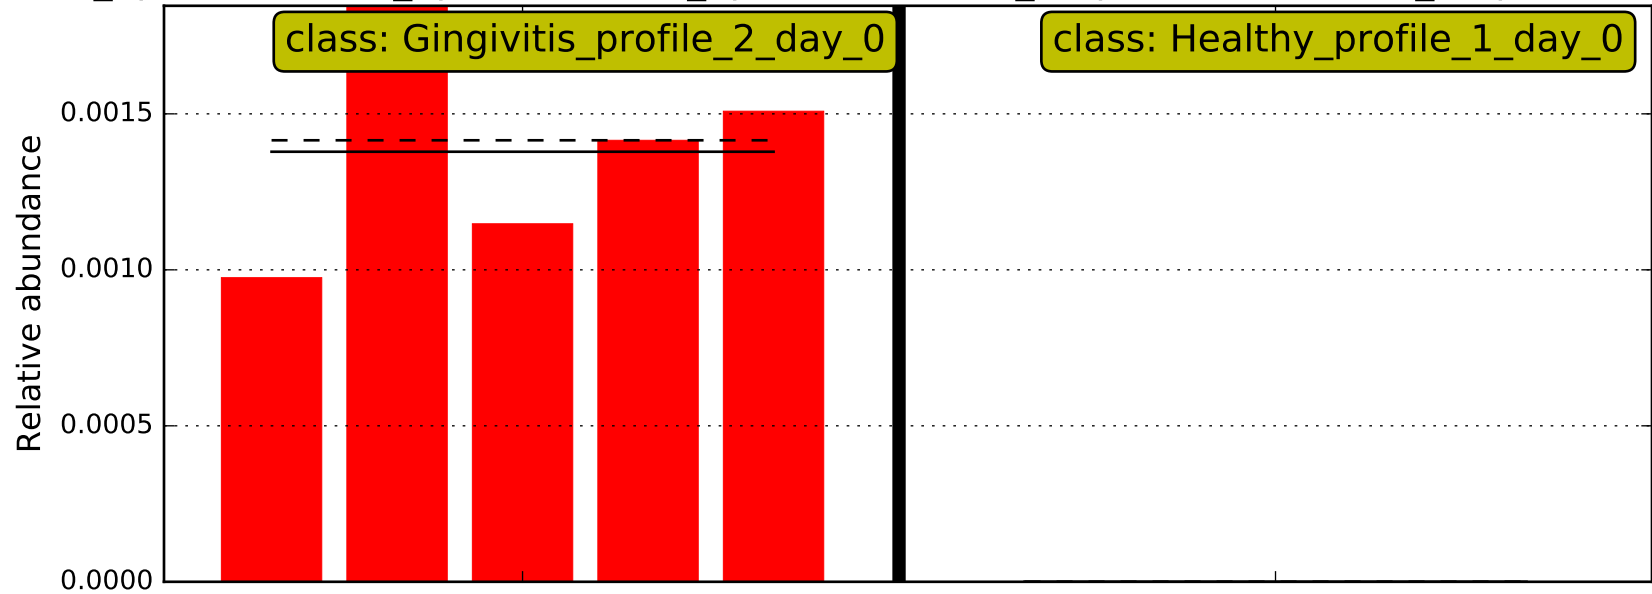 class: Gingivitis_profile_2_day_0
class: Healthy_profile_1_day_0
0.0015
0.0010
0.0005
0.0000
Relative abundance